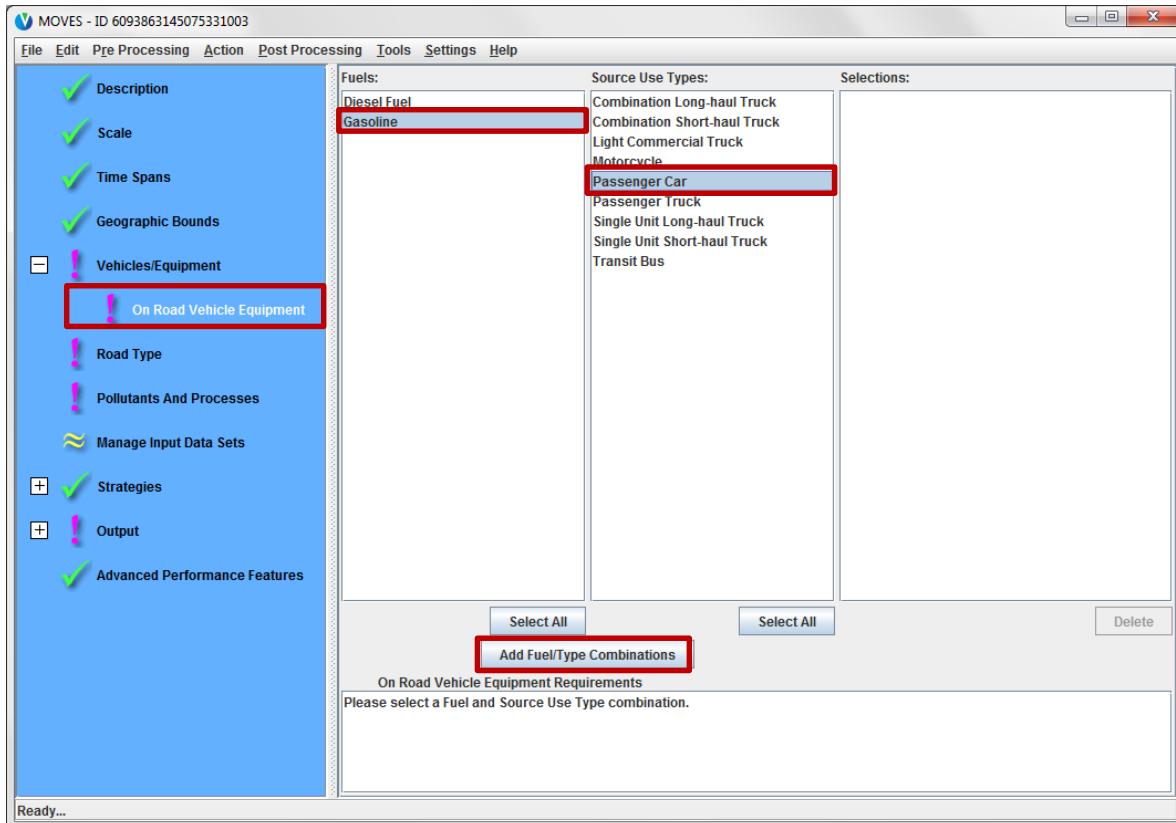 MOVES - ID 6093863145075331003
File Edit Pre Processing Action Post Processing Tools Settings Help
Description
Scale
Time Spans
Geographic Bounds
Vehicles/Equipment
On Road Vehicle Equipment
Road Type
Pollutants And Processes
Manage Input Data Sets
Strategies
Output
Advanced Performance Features
Fuels:
Diesel Fuel
Gasoline
Source Use Types:
Combination Long-haul Truck
Combination Short-haul Truck
Light Commercial Truck
Motorcycle
Passenger Car
Passenger Truck
Single Unit Long-haul Truck
Single Unit Short-haul Truck
Transit Bus
Selections:
Select All
Select All
Delete
Add Fuel/Type Combinations
On Road Vehicle Equipment Requirements
Please select a Fuel and Source Use Type combination.
Ready...